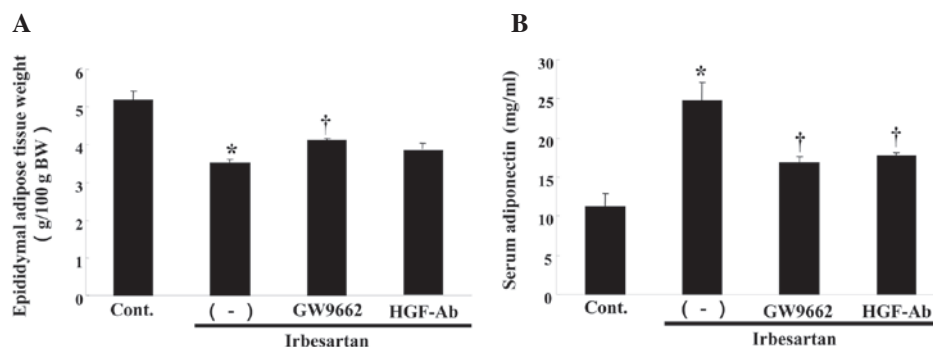 A
Epididymal adipose tissue weight
( g/100 g BW )
6
5
4
3
2
1
0
*
†
Cont.
( - )
GW9662
HGF-Ab
Irbesartan
B
Serum adiponectin (mg/ml)
30
25
20
15
10
5
0
*
†
†
Cont.
( - )
GW9662
HGF-Ab
Irbesartan